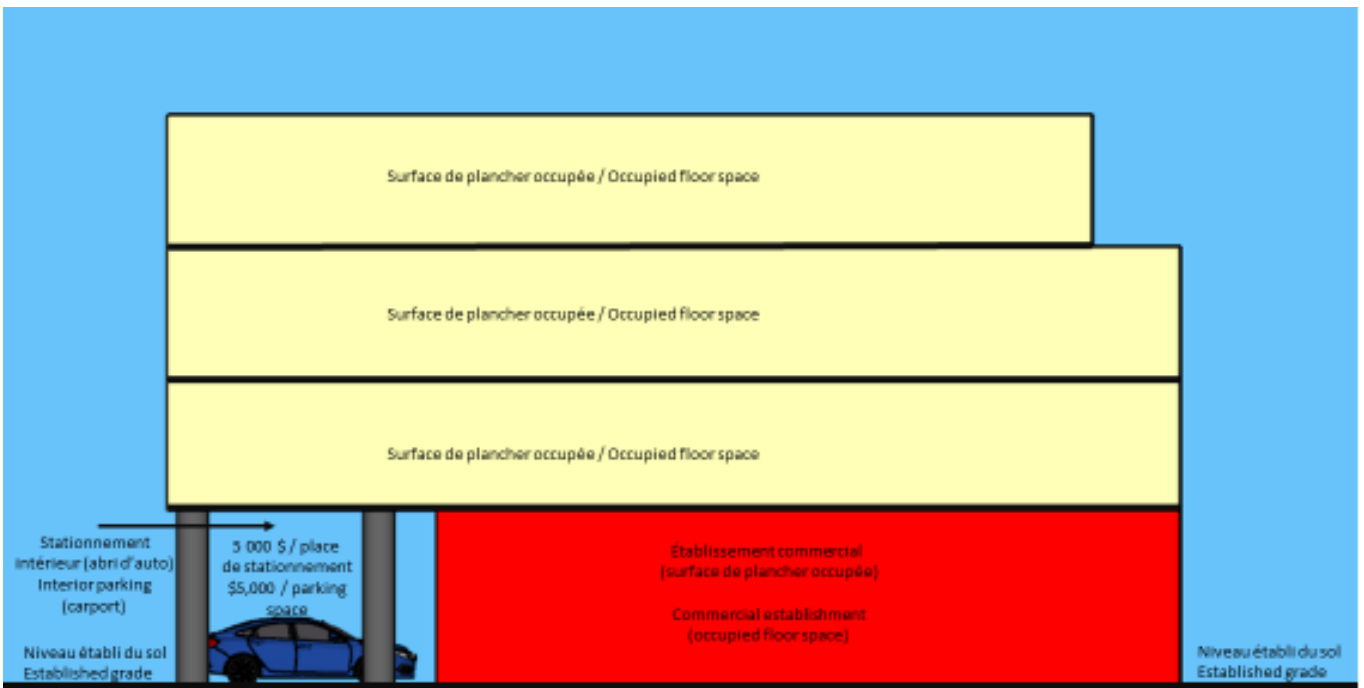 Surface de plancher occupée / Occupied floor space
Surface de plancher occupée / Occupied floor space
Surface de plancher occupée / Occupied floor space
Stationnement
intérieur (abri d'auto)
Interior parking
(carport)
5 000 $ / place
de stationnement
$5,000 / parking
space
Établissement commercial
(surface de plancher occupée)
Commercial establishment
(occupied floor space)
Niveau établi du sol
Established grade
Niveau établi du sol
Established grade